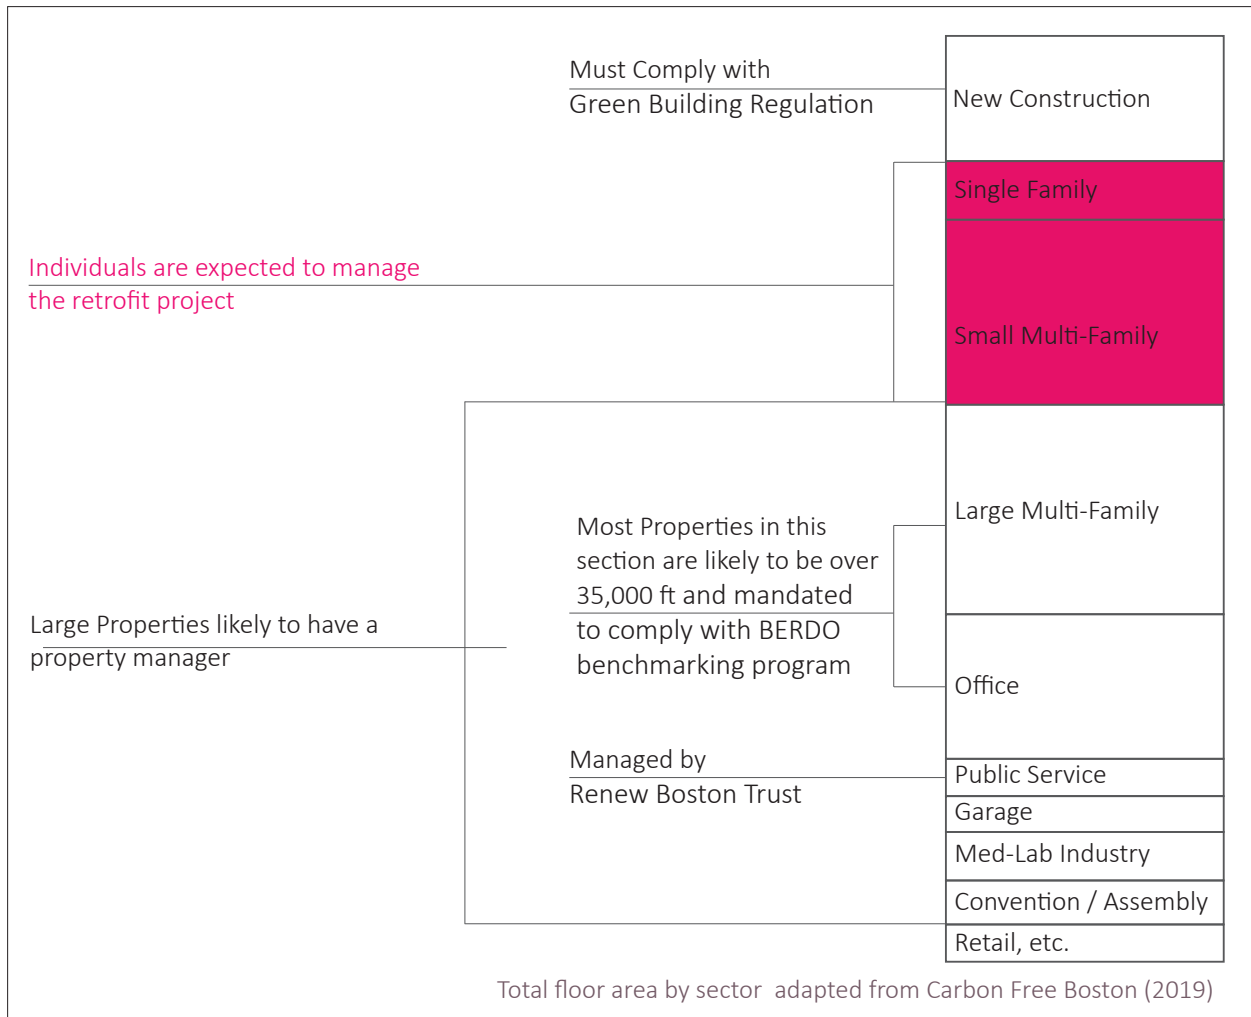 Must Comply with
Green Building Regulation
New Construction
Single Family
Individuals are expected to manage
the retrofit project
Small Multi-Family
Large Multi-Family
Most Properties in this
section are likely to be over
35,000 ft and mandated
to comply with BERDO
benchmarking program
Large Properties likely to have a
property manager
Office
Managed by
Renew Boston Trust
Public Service
Garage
Med-Lab Industry
Convention / Assembly
Retail, etc.
Total floor area by sector adapted from Carbon Free Boston (2019)